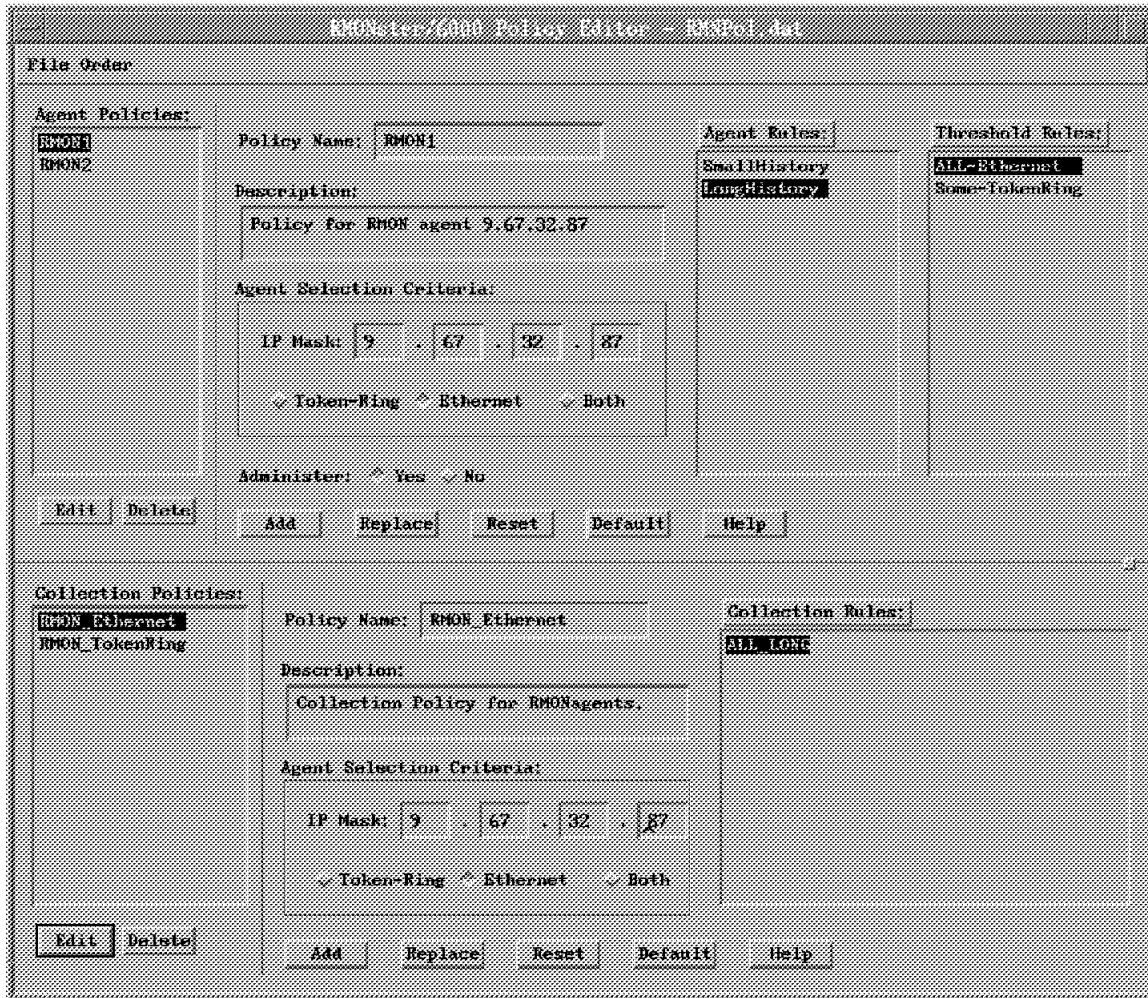 RMONster/6000 Policy Editor - RMNPol.dat
File Order
Agent Policies:
RMON1
RMON2
Edit Delete
Policy Name: RMON1
Description:
Policy for RMON agent 9.67.32.87
Agent Selection Criteria:
IP Mask: 9 . 67 . 32 . 87
Token-Ring Ethernet Both
Administer: Yes No
Add Replace Reset Default Help
Agent Rules:
SmallHistory
LongHistory
Threshold Rules:
ALL-Ethernet
Some-TokenRing
Collection Policies:
RMON_Ethernet
RMON_TokenRing
Edit Delete
Policy Name: RMON_Ethernet
Description:
Collection Policy for RMONagents.
Agent Selection Criteria:
IP Mask: 9 . 67 . 32 . 87
Token-Ring Ethernet Both
Add Replace Reset Default Help
Collection Rules:
ALL_LONG